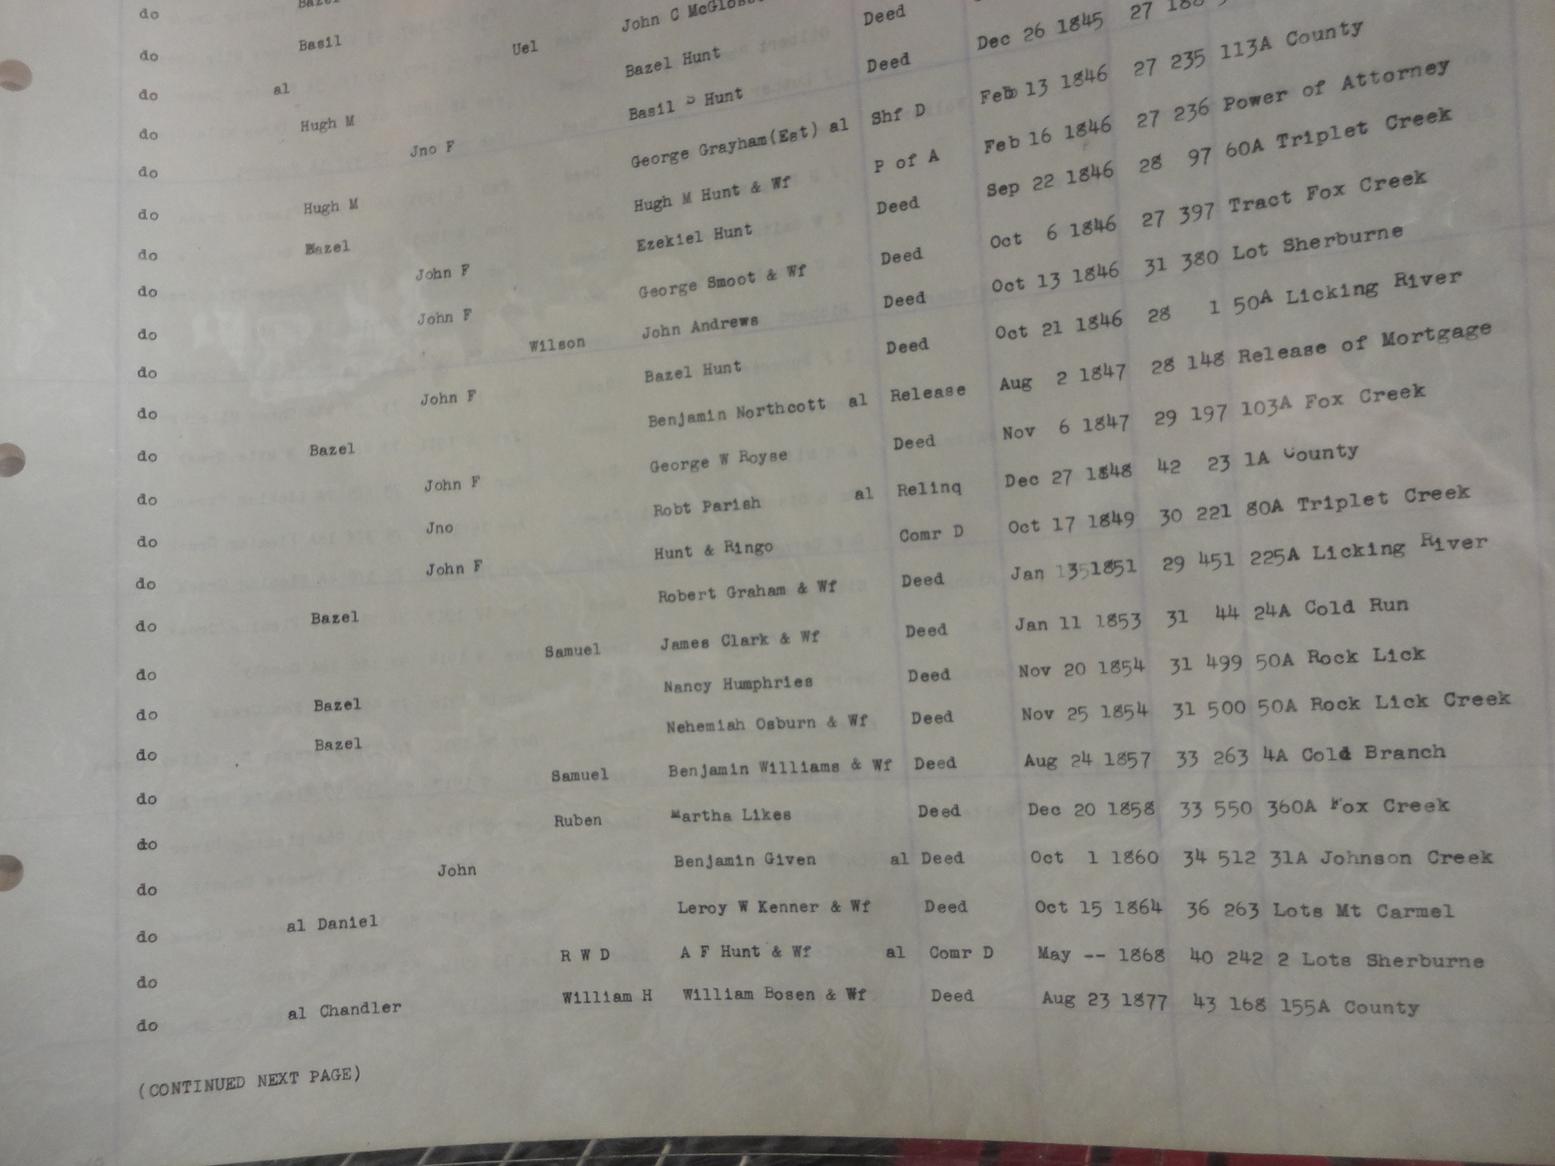 do Bazel
do Basil
do al Uel John C
do Hugh M Bazel Hunt Deed
do Jno F Basil D Hunt Deed Dec 26 1845 27
do Hugh M George Grayham(Est) al Shf D Feb 13 1846 27 235 113A County
do Bazel Hugh M Hunt & Wf P of A Feb 16 1846 27 236 Power of Attorney
do John F Ezekiel Hunt Deed Sep 22 1846 28 97 60A Triplet Creek
do John F George Smoot & Wf Deed Oct 6 1846 27 397 Tract Fox Creek
do Wilson John Andrews Deed Oct 13 1846 31 380 Lot Sherburne
do John F Bazel Hunt Deed Oct 21 1846 28 1 50A Licking River
do Bazel Benjamin Northcott al Release Aug 2 1847 28 148 Release of Mortgage
do John F George W Royse Deed Nov 6 1847 29 197 103A Fox Creek
do Jno Robt Parish al Relinq Dec 27 1848 42 23 1A County
do John F Hunt & Ringo Comr D Oct 17 1849 30 221 80A Triplet Creek
do Bazel Robert Graham & Wf Deed Jan 1851 29 451 225A Licking River
do Samuel James Clark & Wf Deed Jan 11 1853 31 44 24A Cold Run
do Bazel Nancy Humphries Deed Nov 20 1854 31 499 50A Rock Lick
do Bazel Nehemiah Osburn & Wf Deed Nov 25 1854 31 500 50A Rock Lick Creek
do Samuel Benjamin Williams & Wf Deed Aug 24 1857 33 263 4A Cold Branch
do Ruben Martha Likes Deed Dec 20 1858 33 550 360A Fox Creek
do John Benjamin Given al Deed Oct 1 1860 34 512 31A Johnson Creek
do al Daniel Leroy W Kenner & Wf Deed Oct 15 1864 36 263 Lots Mt Carmel
do R W D A F Hunt & Wf al Comr D May -- 1868 40 242 2 Lots Sherburne
do al Chandler William H William Bosen & Wf Deed Aug 23 1877 43 168 155A County
(CONTINUED NEXT PAGE)